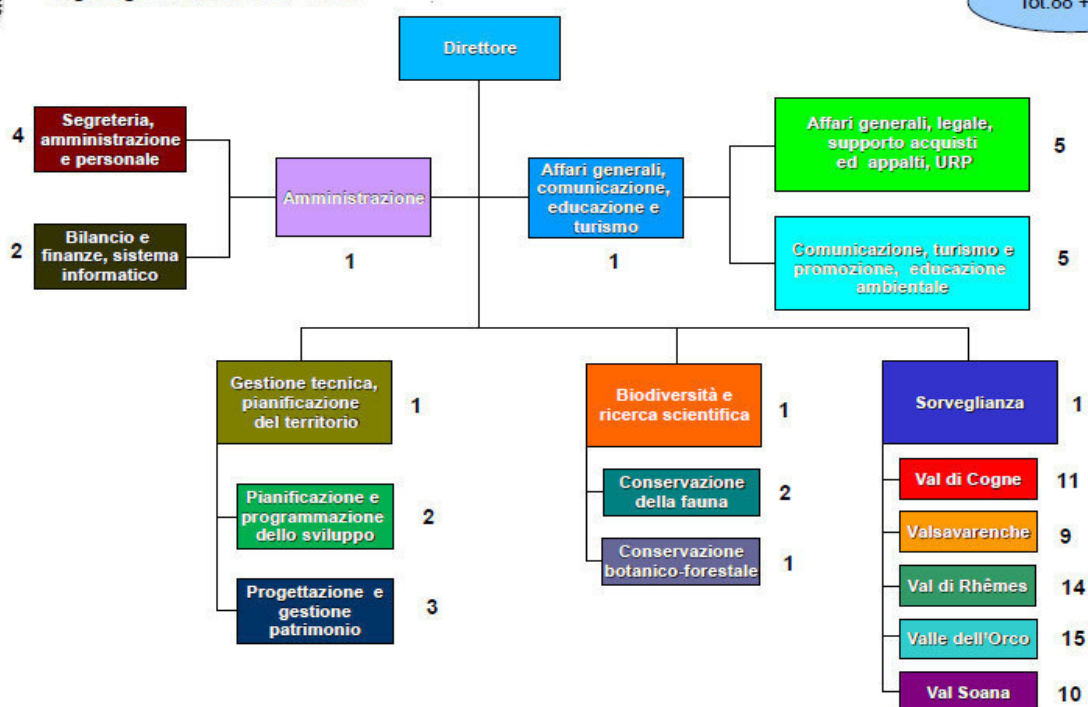 Tot.88 +
Direttore
4
Segreteria,
amministrazione
e personale
Amministrazione
1
2
Bilancio e
finanze, sistema
informatico
Affari generali,
comunicazione,
educazione e
turismo
1
Affari generali, legale,
supporto acquisti
ed appalti, URP
5
Comunicazione, turismo e
promozione, educazione
ambientale
5
Gestione tecnica,
pianificazione
del territorio
1
Pianificazione e
programmazione
dello sviluppo
2
Progettazione e
gestione
patrimonio
3
Biodiversità e
ricerca scientifica
1
Conservazione
della fauna
2
Conservazione
botanico-forestale
1
Sorveglianza
1
Val di Cogne
11
Valsavarenche
9
Val di Rhêmes
14
Valle dell'Orco
15
Val Soana
10